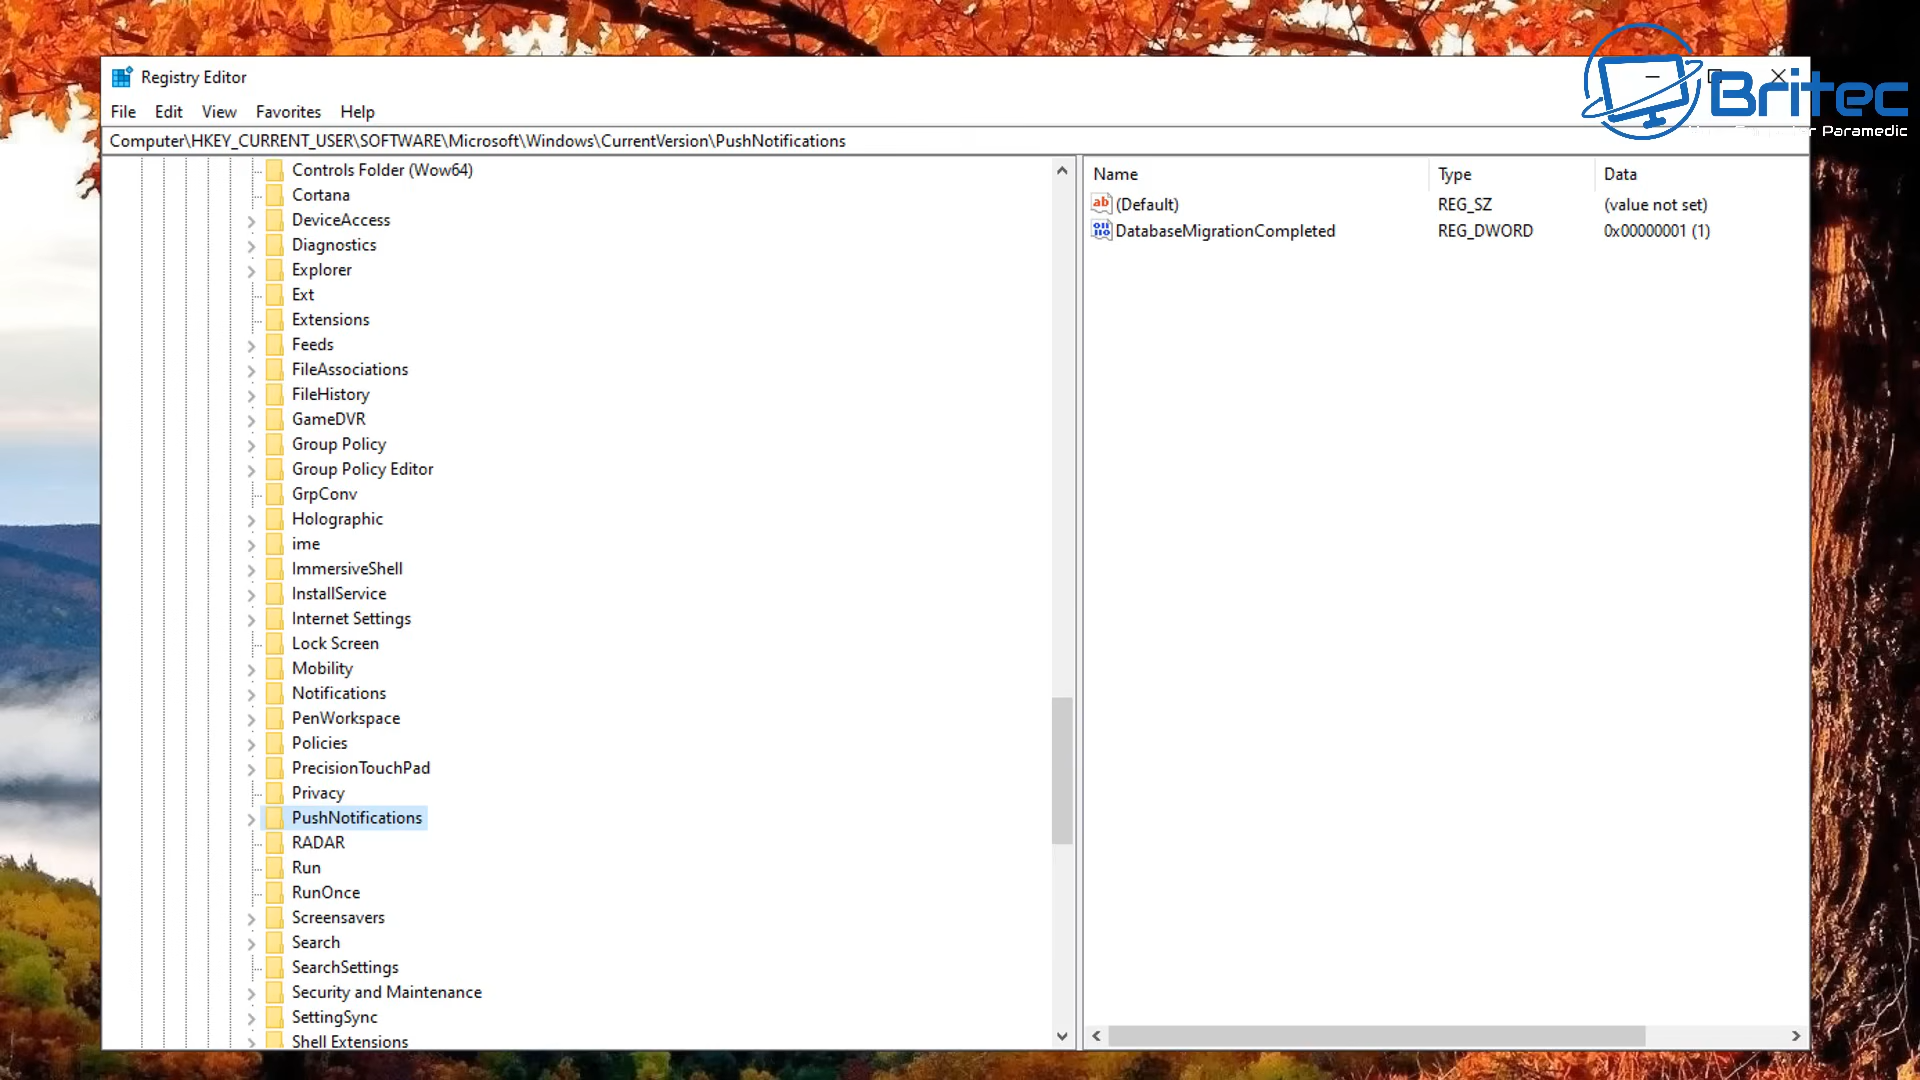 Registry Editor
Britec
File Edit View Favorites Help
Paramedic
Computer\HKEY_CURRENT_USER\SOFTWARE\Microsoft\Windows\CurrentVersion\PushNotifications
Controls Folder (Wow64)
Cortana
DeviceAccess
Diagnostics
Explorer
Ext
Extensions
Feeds
FileAssociations
FileHistory
GameDVR
Group Policy
Group Policy Editor
GrpConv
Holographic
ime
ImmersiveShell
InstallService
Internet Settings
Lock Screen
Mobility
Notifications
PenWorkspace
Policies
PrecisionTouchPad
Privacy
PushNotifications
RADAR
Run
RunOnce
Screensavers
Search
SearchSettings
Security and Maintenance
SettingSync
Shell Extensions
Name Type Data
(Default) REG_SZ (value not set)
DatabaseMigrationCompleted REG_DWORD 0x00000001 (1)